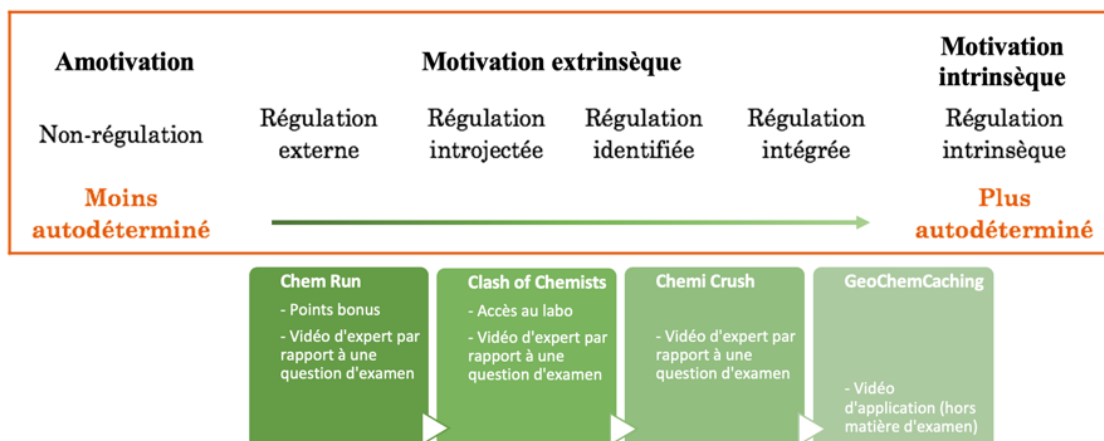 Amotivation
Motivation extrinsèque
Motivation
intrinsèque
Non-régulation
Régulation
externe
Régulation
introjectée
Régulation
identifiée
Régulation
intégrée
Régulation
intrinsèque
Moins
autodéterminé
Plus
autodéterminé
Chem Run
- Points bonus
- Vidéo d'expert par
rapport à une
question d'examen
Clash of Chemists
- Accès au labo
- Vidéo d'expert par
rapport à une
question d'examen
Chemi Crush
- Vidéo d'expert par
rapport à une
question d'examen
GeoChemCaching
- Vidéo
d'application (hors
matière d'examen)